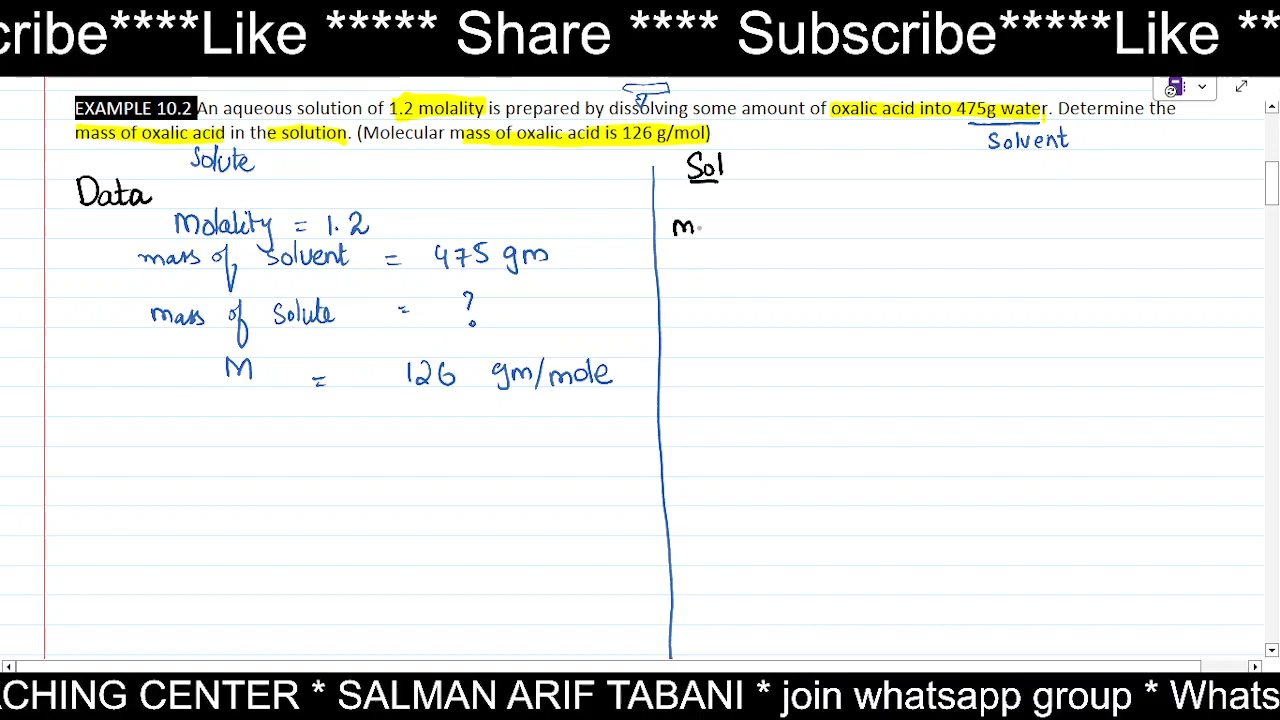 cribe****Like ***** Share **** Subscribe*****Like **
EXAMPLE 10.2 An aqueous solution of 1.2 molality is prepared by dissolving some amount of oxalic acid into 475g water. Determine the
mass of oxalic acid in the solution. (Molecular mass of oxalic acid is 126 g/mol)
Solvent
Solute
Sol
Data
Molality = 1.2
m
mass of solvent = 475 gm
mass of solute = ?
M = 126 gm/mole
ACHING CENTER * SALMAN ARIF TABANI * join whatsapp group * Whats